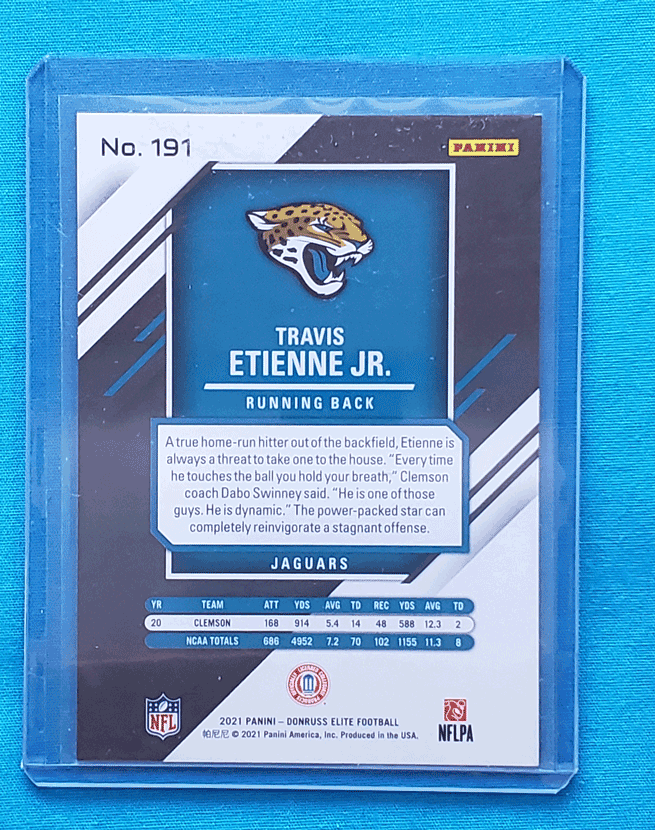 No. 191
PANINI
TRAVIS
ETIENNE JR.
RUNNING BACK
A true home-run hitter out of the backfield, Etienne is
always a threat to take one to the house. “Every time
he touches the ball you hold your breath,” Clemson
coach Dabo Swinney said. “He is one of those
guys. He is dynamic.” The power-packed star can
completely reinvigorate a stagnant offense.
JAGUARS
YR TEAM ATT YDS AVG TD REC YDS AVG TD
20 CLEMSON 168 914 5.4 14 48 588 12.3 2
NCAA TOTALS 686 4952 7.2 70 102 1155 11.3 8
NFL
2021 PANINI – DONRUSS ELITE FOOTBALL
帕尼尼 © 2021 Panini America, Inc. Produced in the USA.
NFLPA